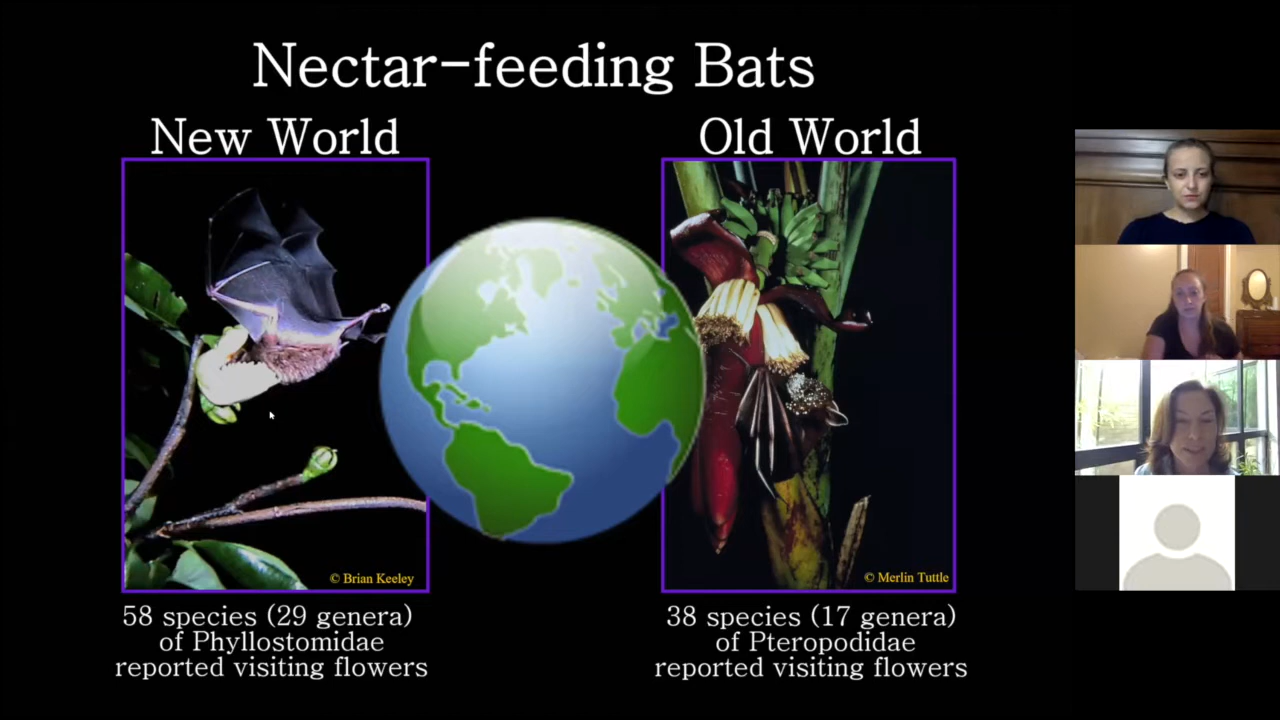 Nectar-feeding Bats
New World
Old World
© Brian Keeley
© Merlin Tuttle
58 species (29 genera)
of Phyllostomidae
reported visiting flowers
38 species (17 genera)
of Pteropodidae
reported visiting flowers